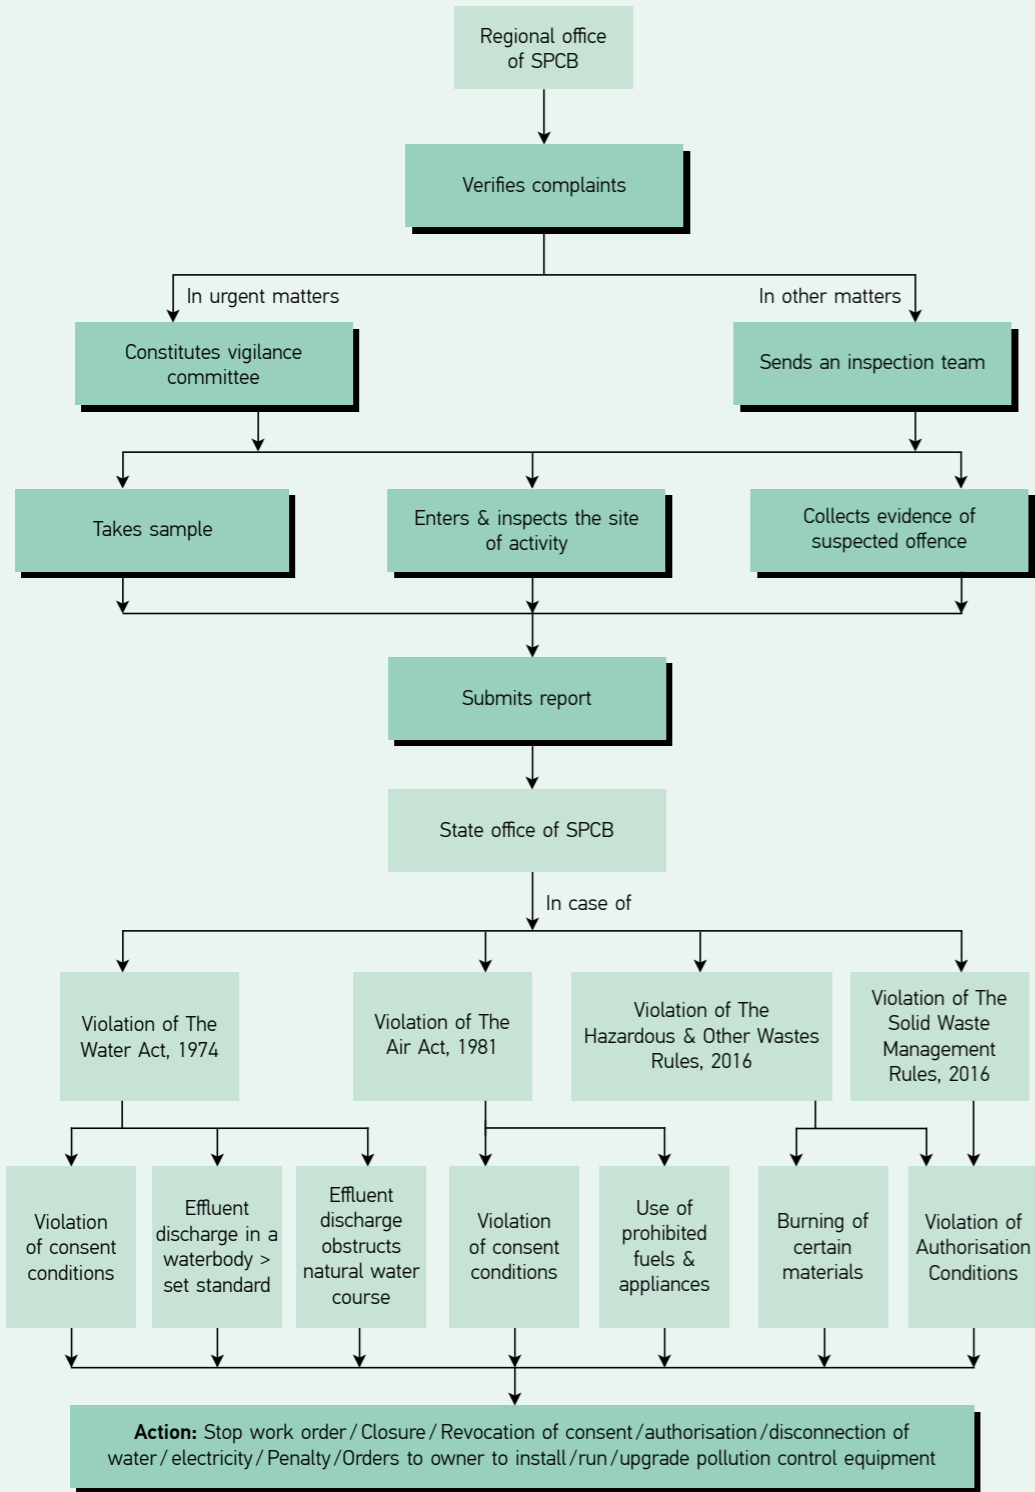 Regional office
of SPCB
Verifies complaints
In urgent matters
In other matters
Constitutes vigilance
committee
Sends an inspection team
Takes sample
Enters & inspects the site
of activity
Collects evidence of
suspected offence
Submits report
State office of SPCB
In case of
Violation of The
Water Act, 1974
Violation of The
Air Act, 1981
Violation of The
Hazardous & Other Wastes
Rules, 2016
Violation of The
Solid Waste
Management
Rules, 2016
Violation
of consent
conditions
Effluent
discharge in a
waterbody >
set standard
Effluent
discharge
obstructs
natural water
course
Violation
of consent
conditions
Use of
prohibited
fuels &
appliances
Burning of
certain
materials
Violation of
Authorisation
Conditions
Action: Stop work order/Closure/Revocation of consent/authorisation/disconnection of
water/electricity/Penalty/Orders to owner to install/run/upgrade pollution control equipment